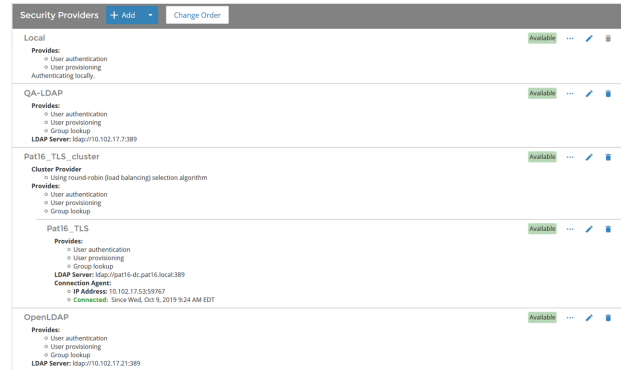 Security Providers + Add Change Order
Local Available
Provides:
User authentication
User provisioning
Authenticating locally.
QA-LDAP Available
Provides:
User authentication
User provisioning
Group lookup
LDAP Server: ldap://10.102.17.7:389
Pat16_TLS_cluster Available
Cluster Provider
Using round-robin (load balancing) selection algorithm
Provides:
User authentication
User provisioning
Group lookup
Pat16_TLS Available
Provides:
User authentication
User provisioning
Group lookup
LDAP Server: ldap://pat16-dc.pat16.local:389
Connection Agent:
IP Address: 10.102.17.53:59767
Connected: Since Wed, Oct 9, 2019 9:24 AM EDT
OpenLDAP Available
Provides:
User authentication
User provisioning
Group lookup
LDAP Server: ldap://10.102.17.21:389